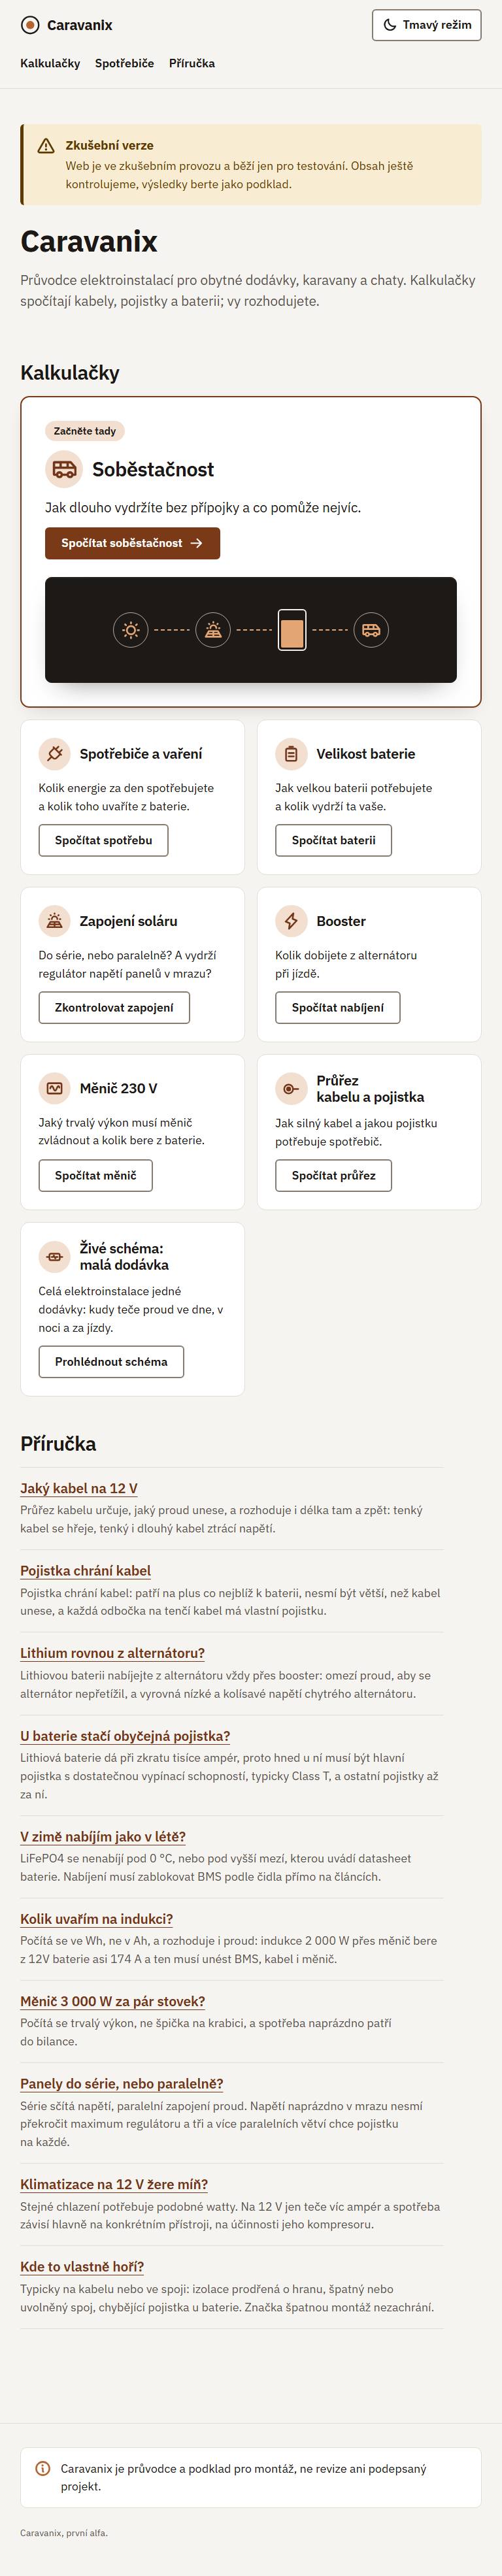 Caravanix
Tmavý režim
Kalkulačky Spotřebiče Příručka
Zkušební verze
Web je ve zkušebním provozu a běží jen pro testování. Obsah ještě
kontrolujeme, výsledky berte jako podklad.
Caravanix
Průvodce elektroinstalací pro obytné dodávky, karavany a chaty. Kalkulačky
spočítají kabely, pojistky a baterii; vy rozhodujete.
Kalkulačky
Začněte tady
Soběstačnost
Jak dlouho vydržíte bez přípojky a co pomůže nejvíc.
Spočítat soběstačnost
Spotřebiče a vaření
Kolik energie za den spotřebujete
a kolik toho uvaříte z baterie.
Spočítat spotřebu
Velikost baterie
Jak velkou baterii potřebujete
a kolik vydrží ta vaše.
Spočítat baterii
Zapojení soláru
Do série, nebo paralelně? A vydrží
regulátor napětí panelů v mrazu?
Zkontrolovat zapojení
Booster
Kolik dobijete z alternátoru
při jízdě.
Spočítat nabíjení
Měnič 230 V
Jaký trvalý výkon musí měnič
zvládnout a kolik bere z baterie.
Spočítat měnič
Průřez
kabelu a pojistka
Jak silný kabel a jakou pojistku
potřebuje spotřebič.
Spočítat průřez
Živé schéma:
malá dodávka
Celá elektroinstalace jedné
dodávky: kudy teče proud ve dne, v
noci a za jízdy.
Prohlédnout schéma
Příručka
Jaký kabel na 12 V
Průřez kabelu určuje, jaký proud unese, a rozhoduje i délka tam a zpět: tenký
kabel se hřeje, tenký i dlouhý kabel ztrácí napětí.
Pojistka chrání kabel
Pojistka chrání kabel: patří na plus co nejblíž k baterii, nesmí být větší, než kabel
unese, a každá odbočka na tenčí kabel má vlastní pojistku.
Lithium rovnou z alternátoru?
Lithiovou baterii nabíjejte z alternátoru vždy přes booster: omezí proud, aby se
alternátor nepřetížil, a vyrovná nízké a kolísavé napětí chytrého alternátoru.
U baterie stačí obyčejná pojistka?
Lithiová baterie dá při zkratu tisíce ampér, proto hned u ní musí být hlavní
pojistka s dostatečnou vypínací schopností, typicky Class T, a ostatní pojistky až
za ní.
V zimě nabíjím jako v létě?
LiFePO4 se nenabíjí pod 0 °C, nebo pod vyšší mezí, kterou uvádí datasheet
baterie. Nabíjení musí zablokovat BMS podle čidla přímo na článcích.
Kolik uvařím na indukci?
Počítá se ve Wh, ne v Ah, a rozhoduje i proud: indukce 2 000 W přes měnič bere
z 12V baterie asi 174 A a ten musí unést BMS, kabel i měnič.
Měnič 3 000 W za pár stovek?
Počítá se trvalý výkon, ne špička na krabici, a spotřeba naprázdno patří
do bilance.
Panely do série, nebo paralelně?
Série sčítá napětí, paralelní zapojení proud. Napětí naprázdno v mrazu nesmí
překročit maximum regulátoru a tři a více paralelních větví chce pojistku
na každé.
Klimatizace na 12 V žere míň?
Stejné chlazení potřebuje podobné watty. Na 12 V jen teče víc ampér a spotřeba
závisí hlavně na konkrétním přístroji, na účinnosti jeho kompresoru.
Kde to vlastně hoří?
Typicky na kabelu nebo ve spoji: izolace prodřená o hranu, špatný nebo
uvolněný spoj, chybějící pojistka u baterie. Značka špatnou montáž nezachrání.
Caravanix je průvodce a podklad pro montáž, ne revize ani podepsaný
projekt.
Caravanix, první alfa.